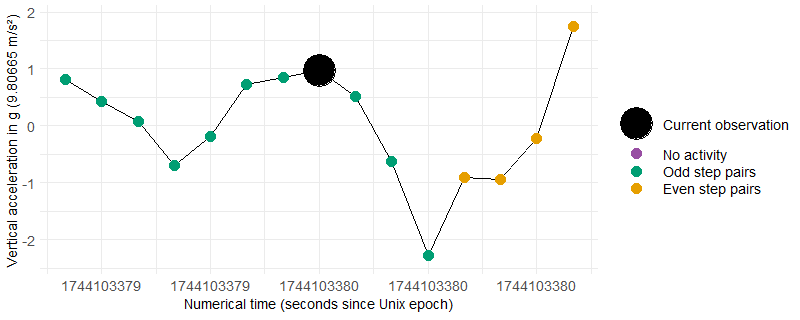 Vertical acceleration in g (9.80665 m/s²)
2
1
0
-1
-2
1744103379
1744103379
1744103380
1744103380
1744103380
Numerical time (seconds since Unix epoch)
Current observation
No activity
Odd step pairs
Even step pairs